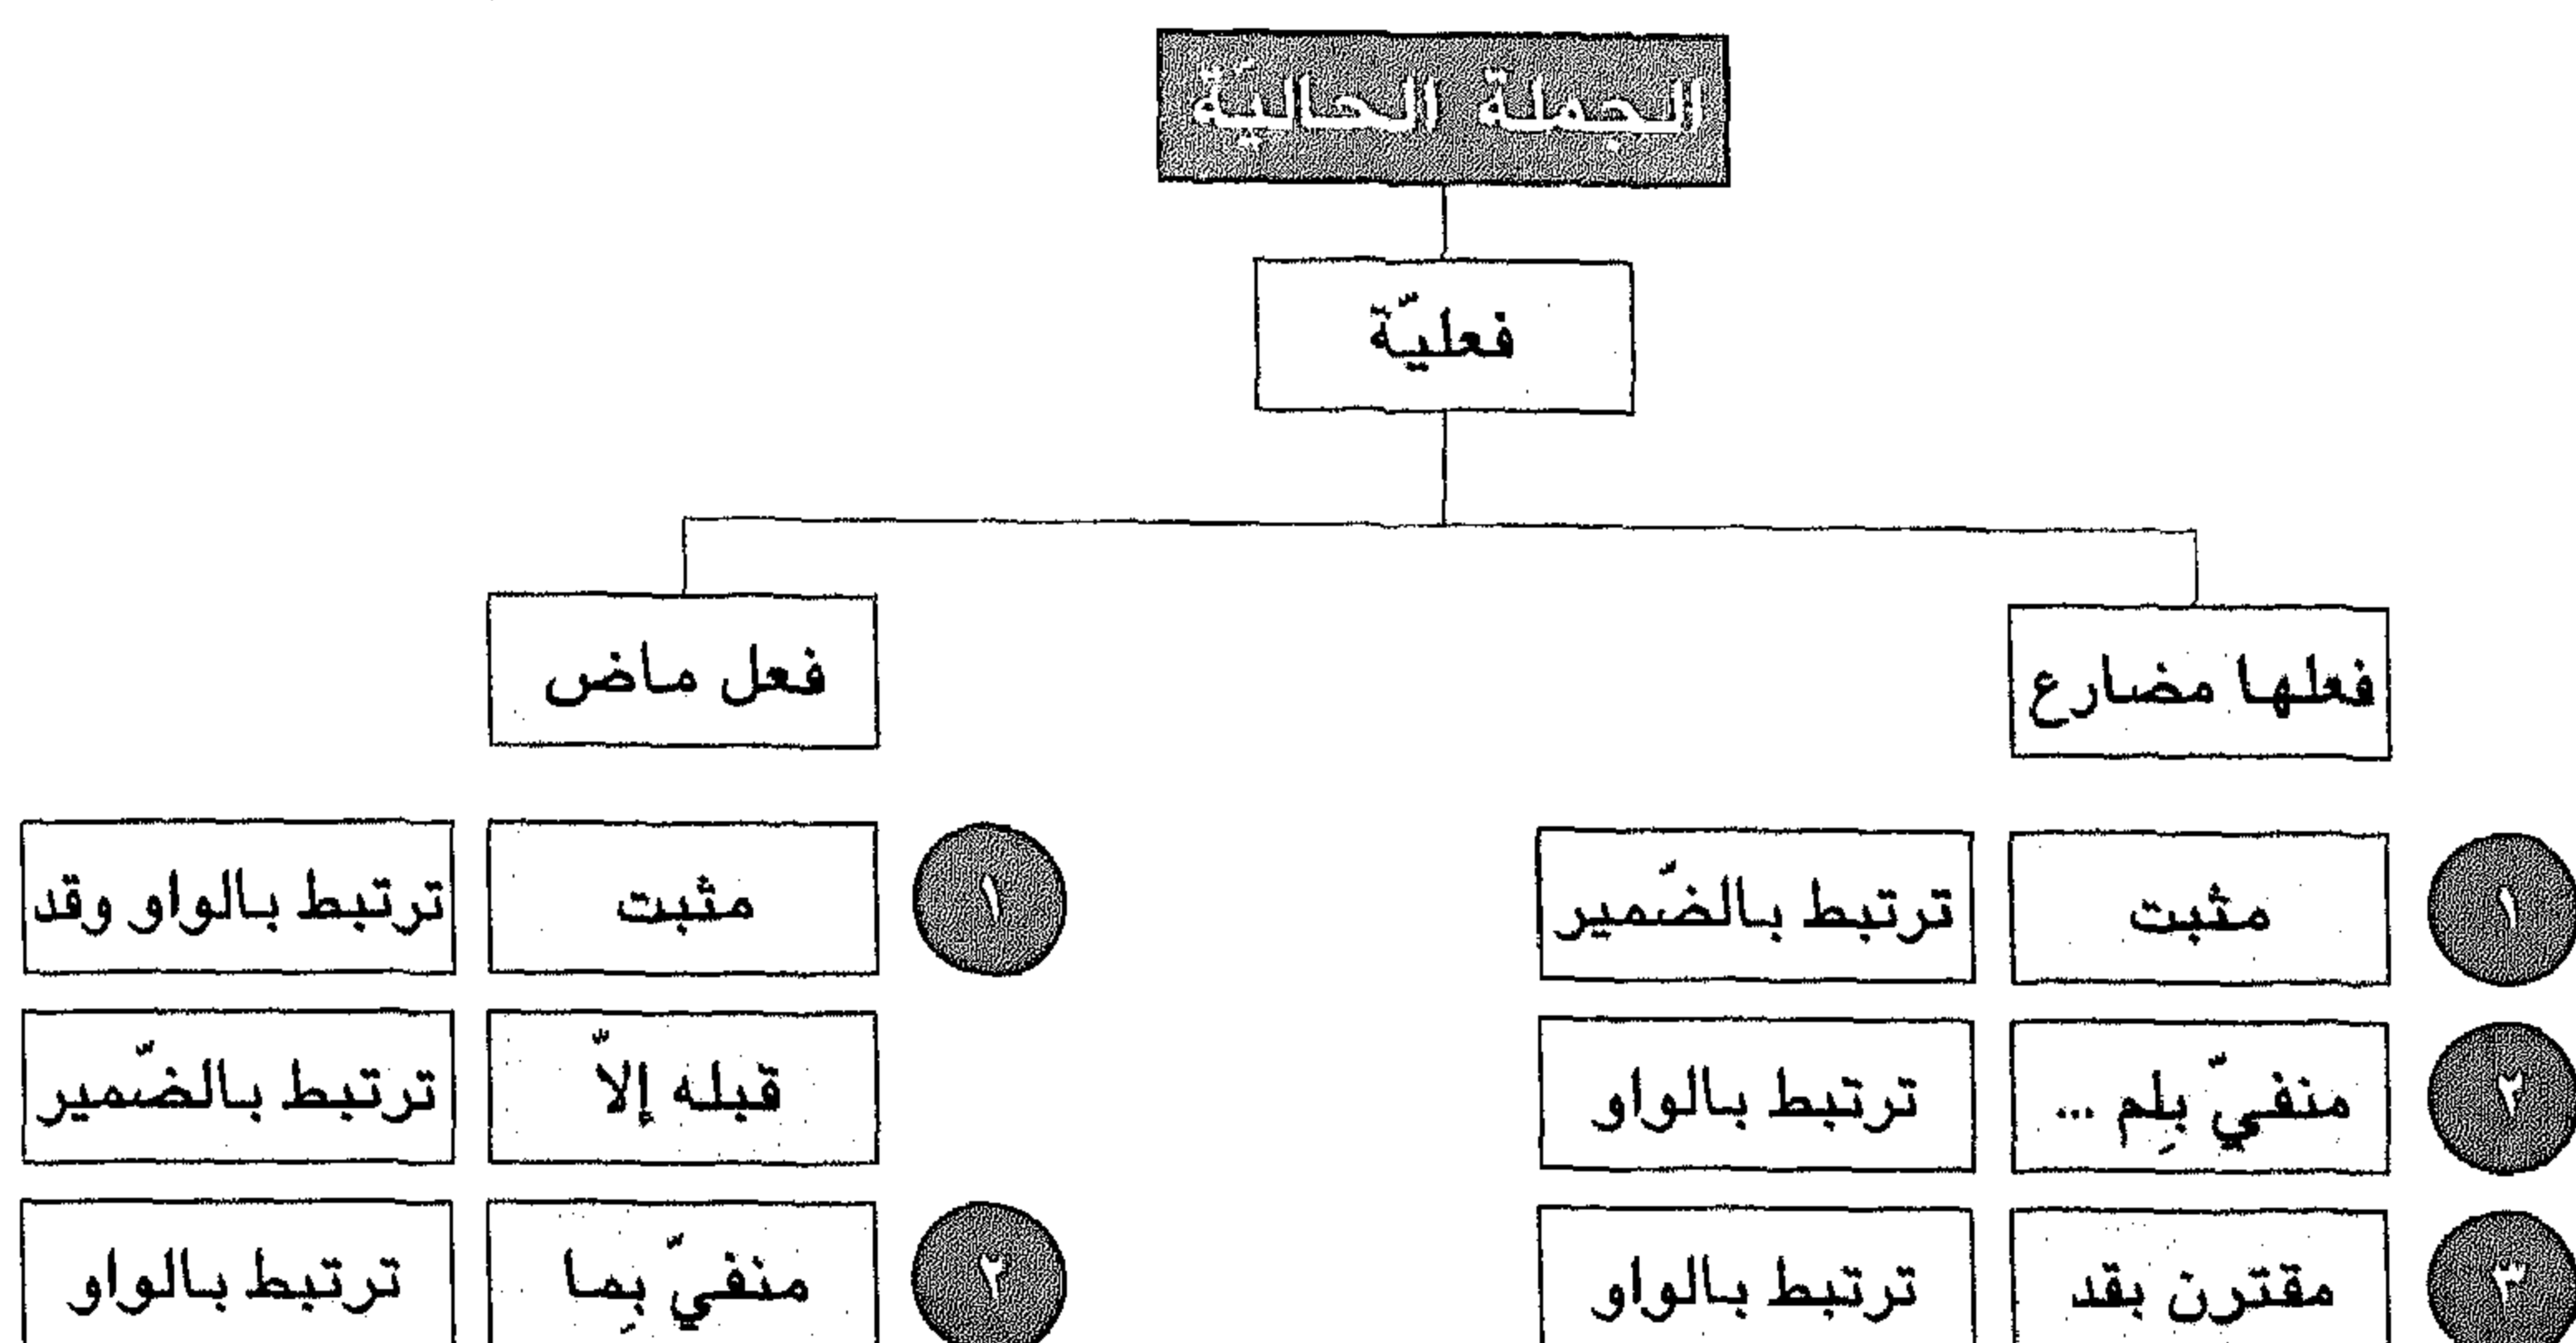 الجملة الحاليّة
فعليّة
فعلها مضارع
فعل ماض
١ مثبت ترتبط بالضّمير
٢ منفيّ بِلم ... ترتبط بالواو
٣ مقترن بقد ترتبط بالواو
١ مثبت ترتبط بالواو وقد
قبله إلاّ ترتبط بالضّمير
٢ منفيّ بِما ترتبط بالواو